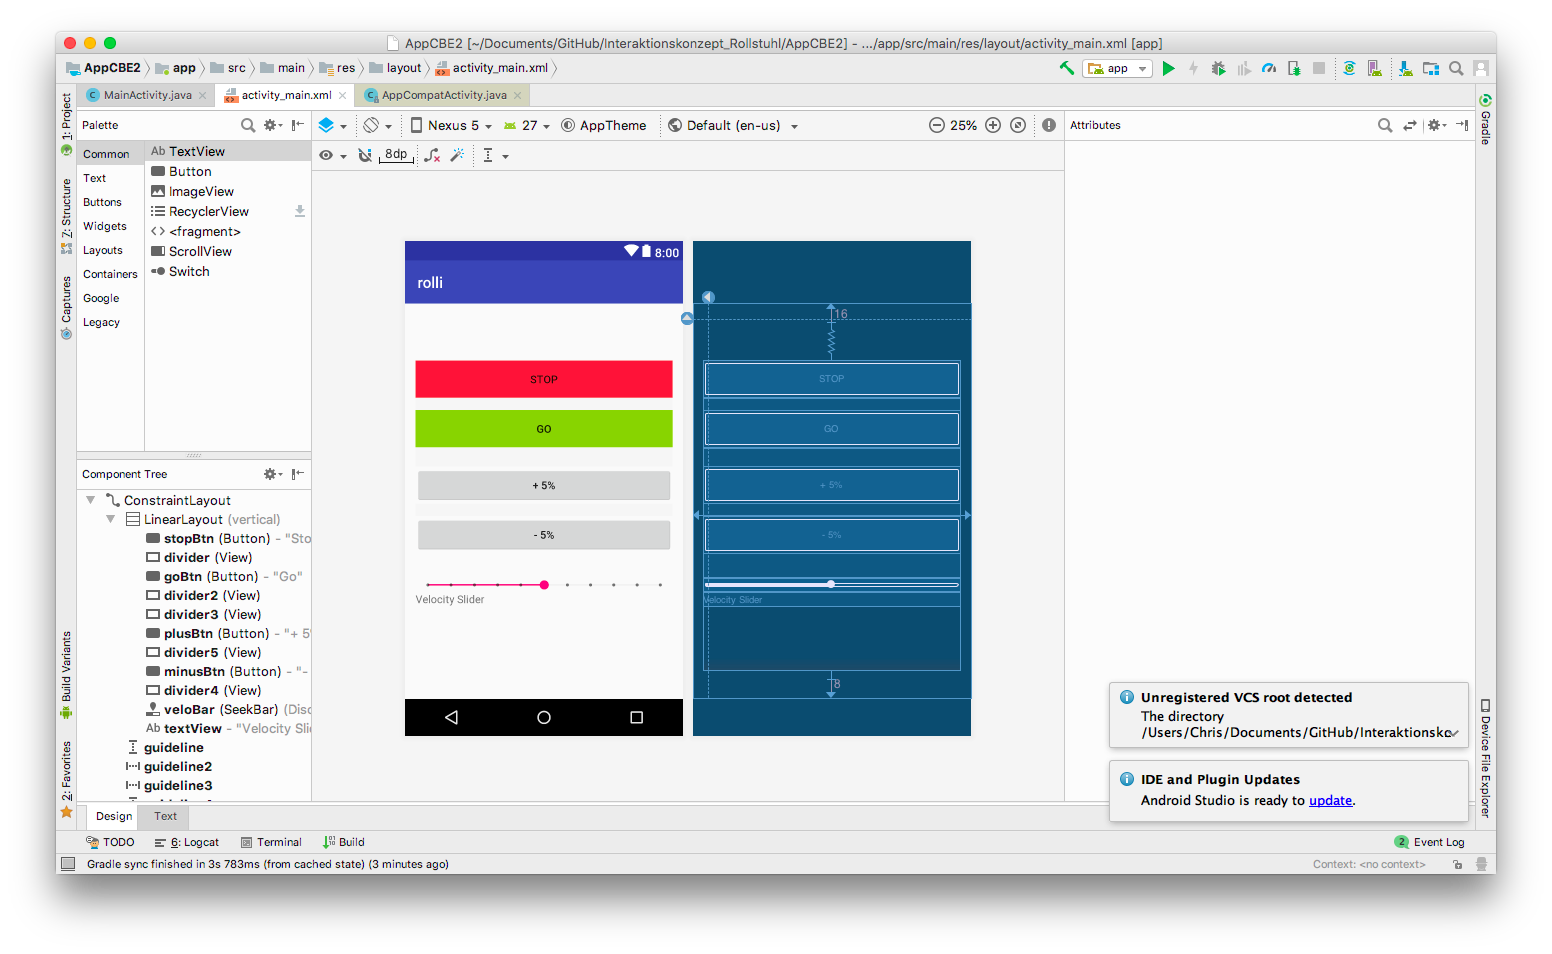 AppCBE2 [~/Documents/GitHub/Interaktionskonzept_Rollstuhl/AppCBE2] - .../app/src/main/res/layout/activity_main.xml [app]
AppCBE2 app src main res layout activity_main.xml
app
MainActivity.java
activity_main.xml
AppCompatActivity.java
1: Project
7: Structure
Captures
Build Variants
2: Favorites
Palette
Common
Text
Buttons
Widgets
Layouts
Containers
Google
Legacy
Ab TextView
Button
ImageView
RecyclerView
<fragment>
ScrollView
Switch
Nexus 5
27
AppTheme
Default (en-us)
25%
8dp
Attributes
Gradle
Device File Explorer
8:00
rolli
STOP
GO
+ 5%
- 5%
Velocity Slider
16
STOP
GO
+ 5%
- 5%
Velocity Slider
8
Component Tree
ConstraintLayout
LinearLayout (vertical)
stopBtn (Button) - "Sto
divider (View)
goBtn (Button) - "Go"
divider2 (View)
divider3 (View)
plusBtn (Button) - "+ 5
divider5 (View)
minusBtn (Button) - "-
divider4 (View)
veloBar (SeekBar) (Disc
Ab textView - "Velocity Sli
guideline
guideline2
guideline3
Unregistered VCS root detected
The directory
/Users/Chris/Documents/GitHub/Interaktionsko
IDE and Plugin Updates
Android Studio is ready to update.
Design
Text
TODO
6: Logcat
Terminal
Build
2 Event Log
Gradle sync finished in 3s 783ms (from cached state) (3 minutes ago)
Context: <no context>